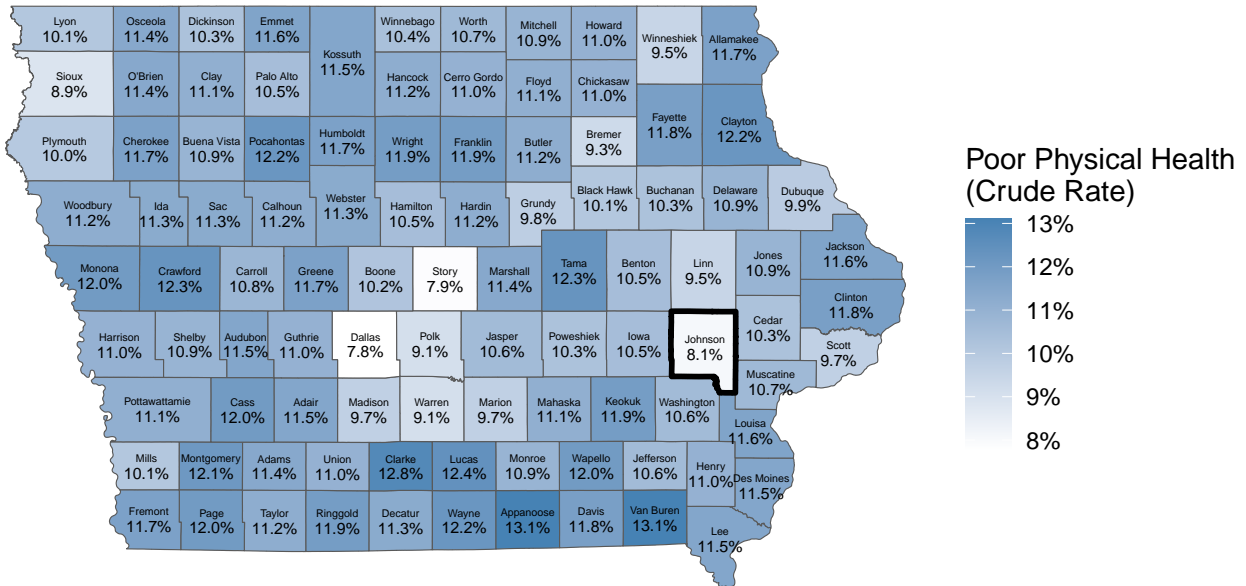 Lyon
10.1%
Osceola
11.4%
Dickinson
10.3%
Emmet
11.6%
Kossuth
11.5%
Winnebago
10.4%
Worth
10.7%
Mitchell
10.9%
Howard
11.0%
Winneshiek
9.5%
Allamakee
11.7%
Sioux
8.9%
O'Brien
11.4%
Clay
11.1%
Palo Alto
10.5%
Hancock
11.2%
Cerro Gordo
11.0%
Floyd
11.1%
Chickasaw
11.0%
Fayette
11.8%
Clayton
12.2%
Plymouth
10.0%
Cherokee
11.7%
Buena Vista
10.9%
Pocahontas
12.2%
Humboldt
11.7%
Wright
11.9%
Franklin
11.9%
Butler
11.2%
Bremer
9.3%
Woodbury
11.2%
Ida
11.3%
Sac
11.3%
Calhoun
11.2%
Webster
11.3%
Hamilton
10.5%
Hardin
11.2%
Grundy
9.8%
Black Hawk
10.1%
Buchanan
10.3%
Delaware
10.9%
Dubuque
9.9%
Monona
12.0%
Crawford
12.3%
Carroll
10.8%
Greene
11.7%
Boone
10.2%
Story
7.9%
Marshall
11.4%
Tama
12.3%
Benton
10.5%
Linn
9.5%
Jones
10.9%
Jackson
11.6%
Clinton
11.8%
Harrison
11.0%
Shelby
10.9%
Audubon
11.5%
Guthrie
11.0%
Dallas
7.8%
Polk
9.1%
Jasper
10.6%
Poweshiek
10.3%
Iowa
10.5%
Johnson
8.1%
Cedar
10.3%
Scott
9.7%
Muscatine
10.7%
Pottawattamie
11.1%
Cass
12.0%
Adair
11.5%
Madison
9.7%
Warren
9.1%
Marion
9.7%
Mahaska
11.1%
Keokuk
11.9%
Washington
10.6%
Louisa
11.6%
Mills
10.1%
Montgomery
12.1%
Adams
11.4%
Union
11.0%
Clarke
12.8%
Lucas
12.4%
Monroe
10.9%
Wapello
12.0%
Jefferson
10.6%
Henry
11.0%
Des Moines
11.5%
Fremont
11.7%
Page
12.0%
Taylor
11.2%
Ringgold
11.9%
Decatur
11.3%
Wayne
12.2%
Appanoose
13.1%
Davis
11.8%
Van Buren
13.1%
Lee
11.5%
Poor Physical Health
(Crude Rate)
13%
12%
11%
10%
9%
8%